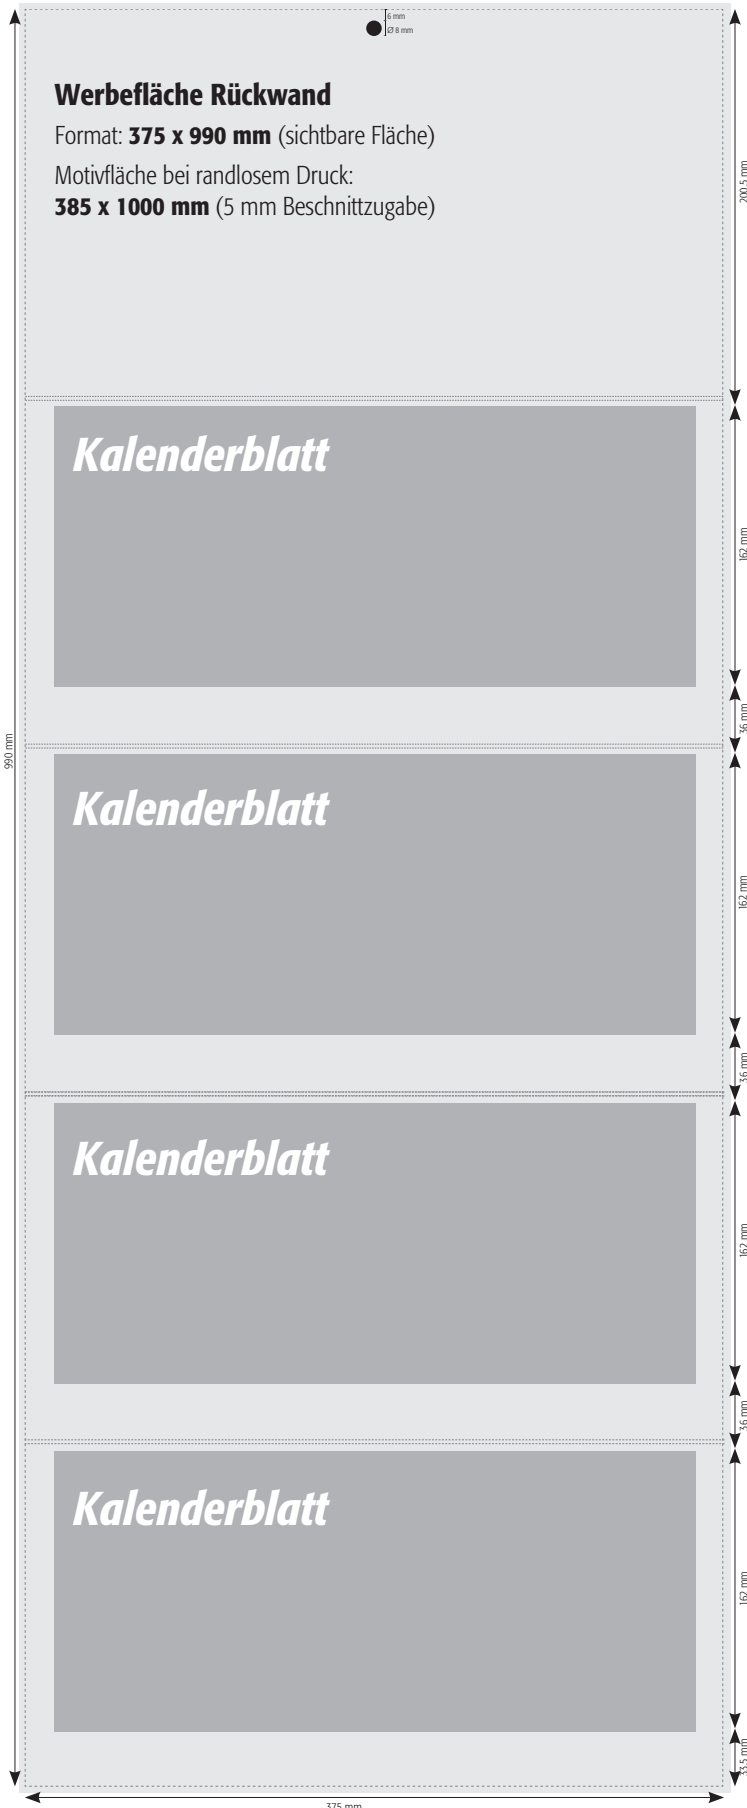 6 mm
Ø 8 mm
Werbefläche Rückwand
Format: 375 x 990 mm (sichtbare Fläche)
Motivfläche bei randlosem Druck:
385 x 1000 mm (5 mm Beschnittzugabe)
200,5 mm
Kalenderblatt
162 mm
36 mm
990 mm
Kalenderblatt
162 mm
36 mm
Kalenderblatt
162 mm
36 mm
Kalenderblatt
162 mm
33,5 mm
375 mm